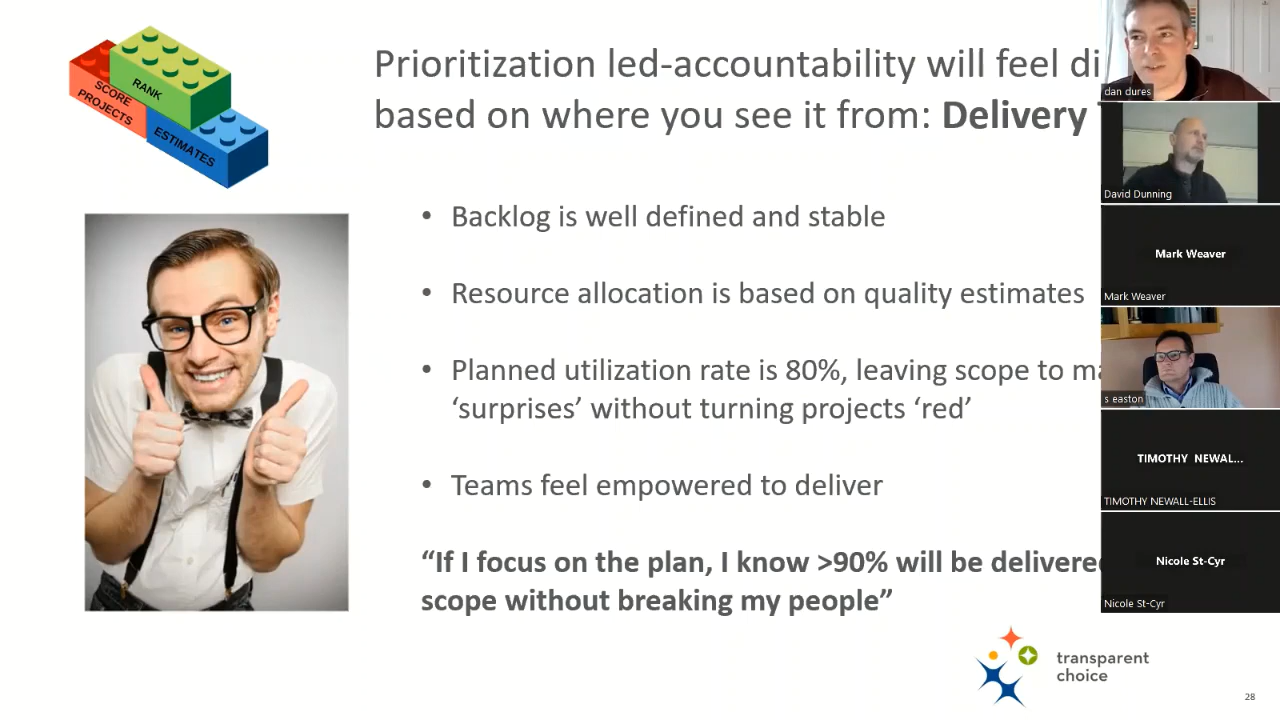 SCORE
PROJECTS
RANK
ESTIMATES
Prioritization led-accountability will feel di
based on where you see it from: Delivery
• Backlog is well defined and stable
• Resource allocation is based on quality estimates
• Planned utilization rate is 80%, leaving scope to ma
‘surprises’ without turning projects ‘red’
• Teams feel empowered to deliver
“If I focus on the plan, I know >90% will be delivered
scope without breaking my people”
transparent
choice
28
dan dures
David Dunning
Mark Weaver
Mark Weaver
s easton
TIMOTHY NEWAL...
TIMOTHY NEWALL-ELLIS
Nicole St-Cyr
Nicole St-Cyr